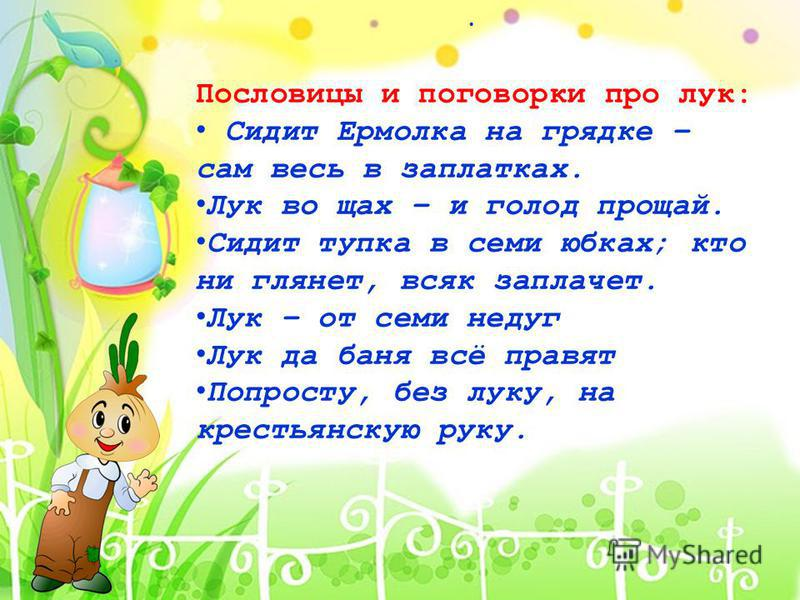 .
Пословицы и поговорки про лук:
• Сидит Ермолка на грядке –
сам весь в заплатках.
•Лук во щах – и голод прощай.
•Сидит тупка в семи юбках; кто
ни глянет, всяк заплачет.
•Лук – от семи недуг
•Лук да баня всё правят
•Попросту, без луку, на
крестьянскую руку.
MyShared